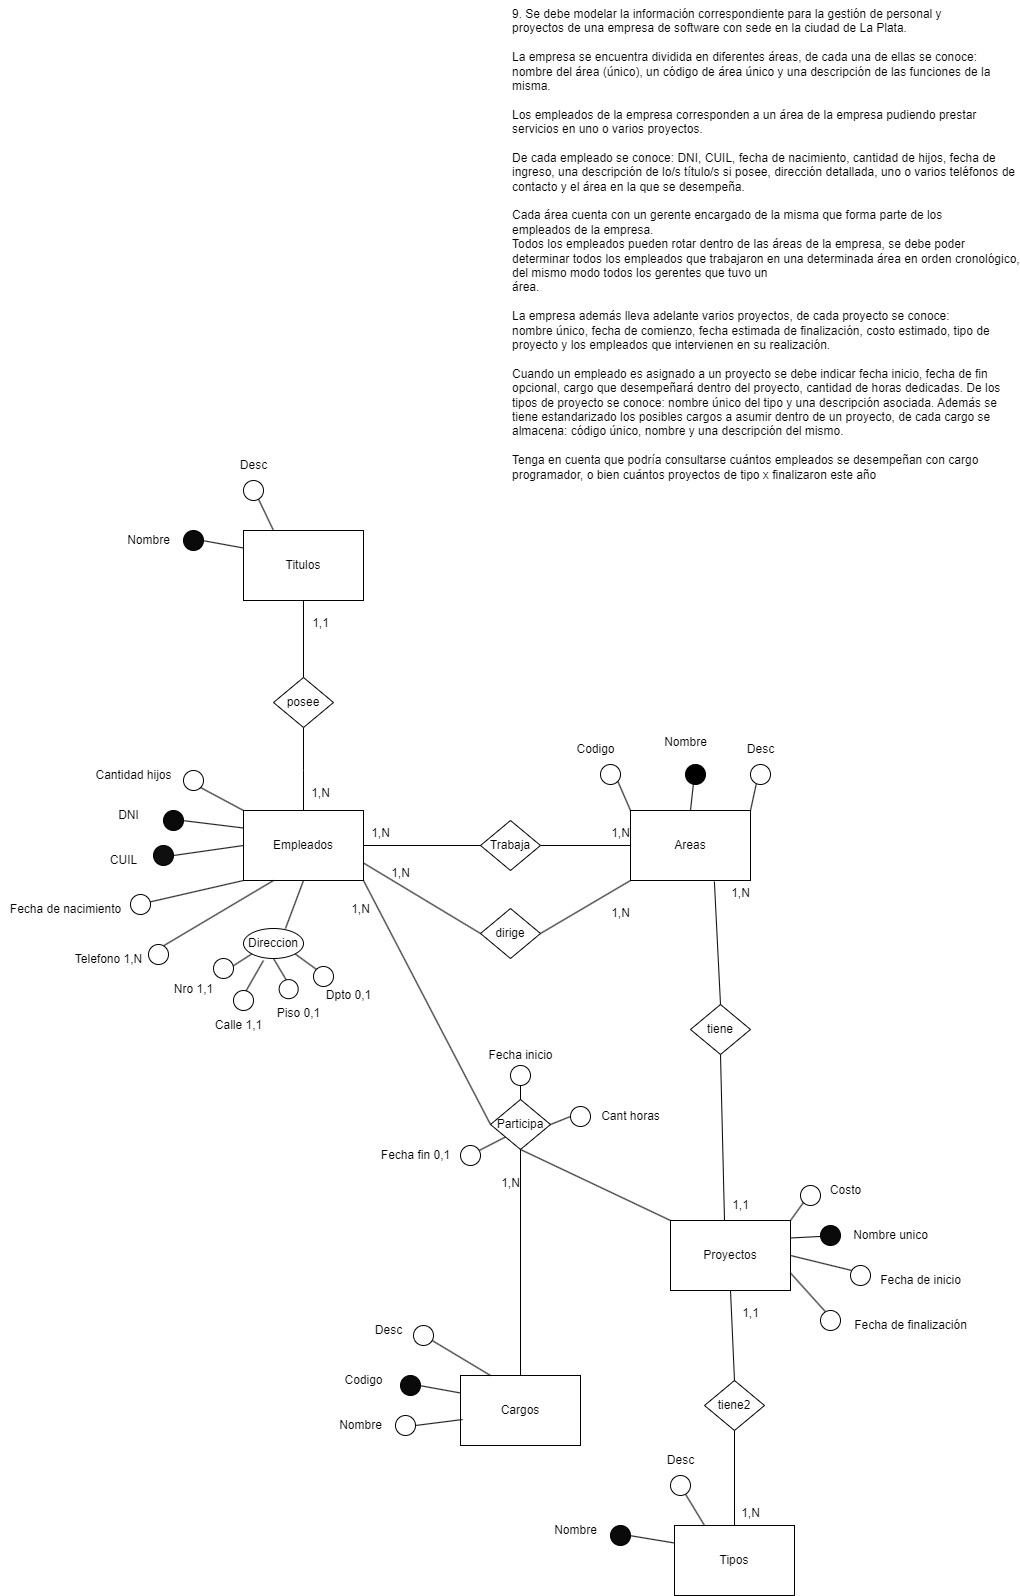 9. Se debe modelar la información correspondiente para la gestión de personal y
proyectos de una empresa de software con sede en la ciudad de La Plata.
La empresa se encuentra dividida en diferentes áreas, de cada una de ellas se conoce:
nombre del área (único), un código de área único y una descripción de las funciones de la
misma.
Los empleados de la empresa corresponden a un área de la empresa pudiendo prestar
servicios en uno o varios proyectos.
De cada empleado se conoce: DNI, CUIL, fecha de nacimiento, cantidad de hijos, fecha de
ingreso, una descripción de lo/s título/s si posee, dirección detallada, uno o varios teléfonos de
contacto y el área en la que se desempeña.
Cada área cuenta con un gerente encargado de la misma que forma parte de los
empleados de la empresa.
Todos los empleados pueden rotar dentro de las áreas de la empresa, se debe poder
determinar todos los empleados que trabajaron en una determinada área en orden cronológico,
del mismo modo todos los gerentes que tuvo un
área.
La empresa además lleva adelante varios proyectos, de cada proyecto se conoce:
nombre único, fecha de comienzo, fecha estimada de finalización, costo estimado, tipo de
proyecto y los empleados que intervienen en su realización.
Cuando un empleado es asignado a un proyecto se debe indicar fecha inicio, fecha de fin
opcional, cargo que desempeñará dentro del proyecto, cantidad de horas dedicadas. De los
tipos de proyecto se conoce: nombre único del tipo y una descripción asociada. Además se
tiene estandarizado los posibles cargos a asumir dentro de un proyecto, de cada cargo se
almacena: código único, nombre y una descripción del mismo.
Tenga en cuenta que podría consultarse cuántos empleados se desempeñan con cargo
programador, o bien cuántos proyectos de tipo x finalizaron este año
Desc
Nombre
Titulos
1,1
posee
1,N
Cantidad hijos
DNI
CUIL
Fecha de nacimiento
Telefono 1,N
Empleados
Direccion
Nro 1,1
Calle 1,1
Piso 0,1
Dpto 0,1
1,N
Trabaja
1,N
1,N
dirige
1,N
1,N
Codigo
Nombre
Desc
Areas
1,N
tiene
1,1
Fecha inicio
Participa
Cant horas
Fecha fin 0,1
1,N
Proyectos
Costo
Nombre unico
Fecha de inicio
Fecha de finalización
1,1
Desc
Codigo
Nombre
Cargos
tiene2
1,N
Desc
Nombre
Tipos